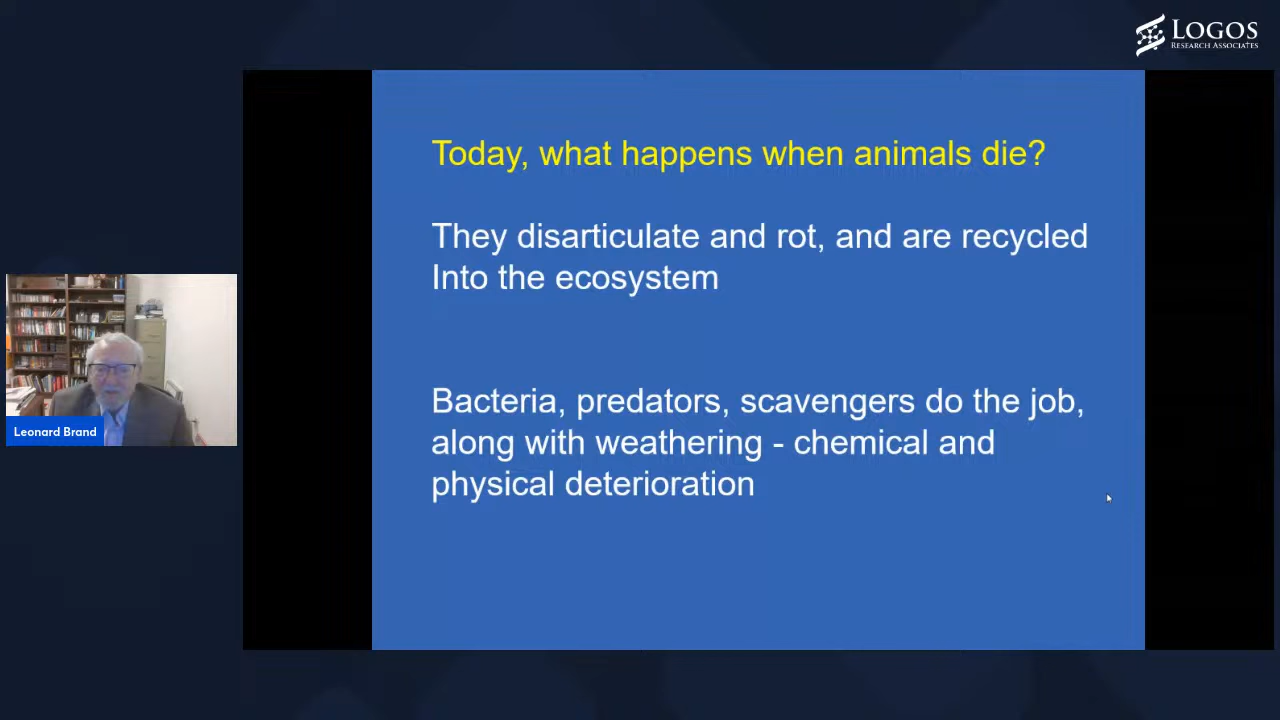 LOGOS
RESEARCH ASSOCIATES
Today, what happens when animals die?
They disarticulate and rot, and are recycled
Into the ecosystem
Bacteria, predators, scavengers do the job,
along with weathering - chemical and
physical deterioration
Leonard Brand